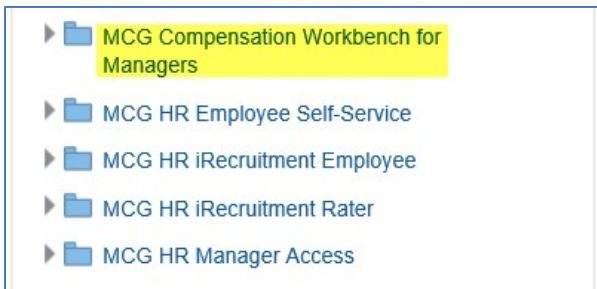 MCG Compensation Workbench for
Managers
MCG HR Employee Self-Service
MCG HR iRecruitment Employee
MCG HR iRecruitment Rater
MCG HR Manager Access